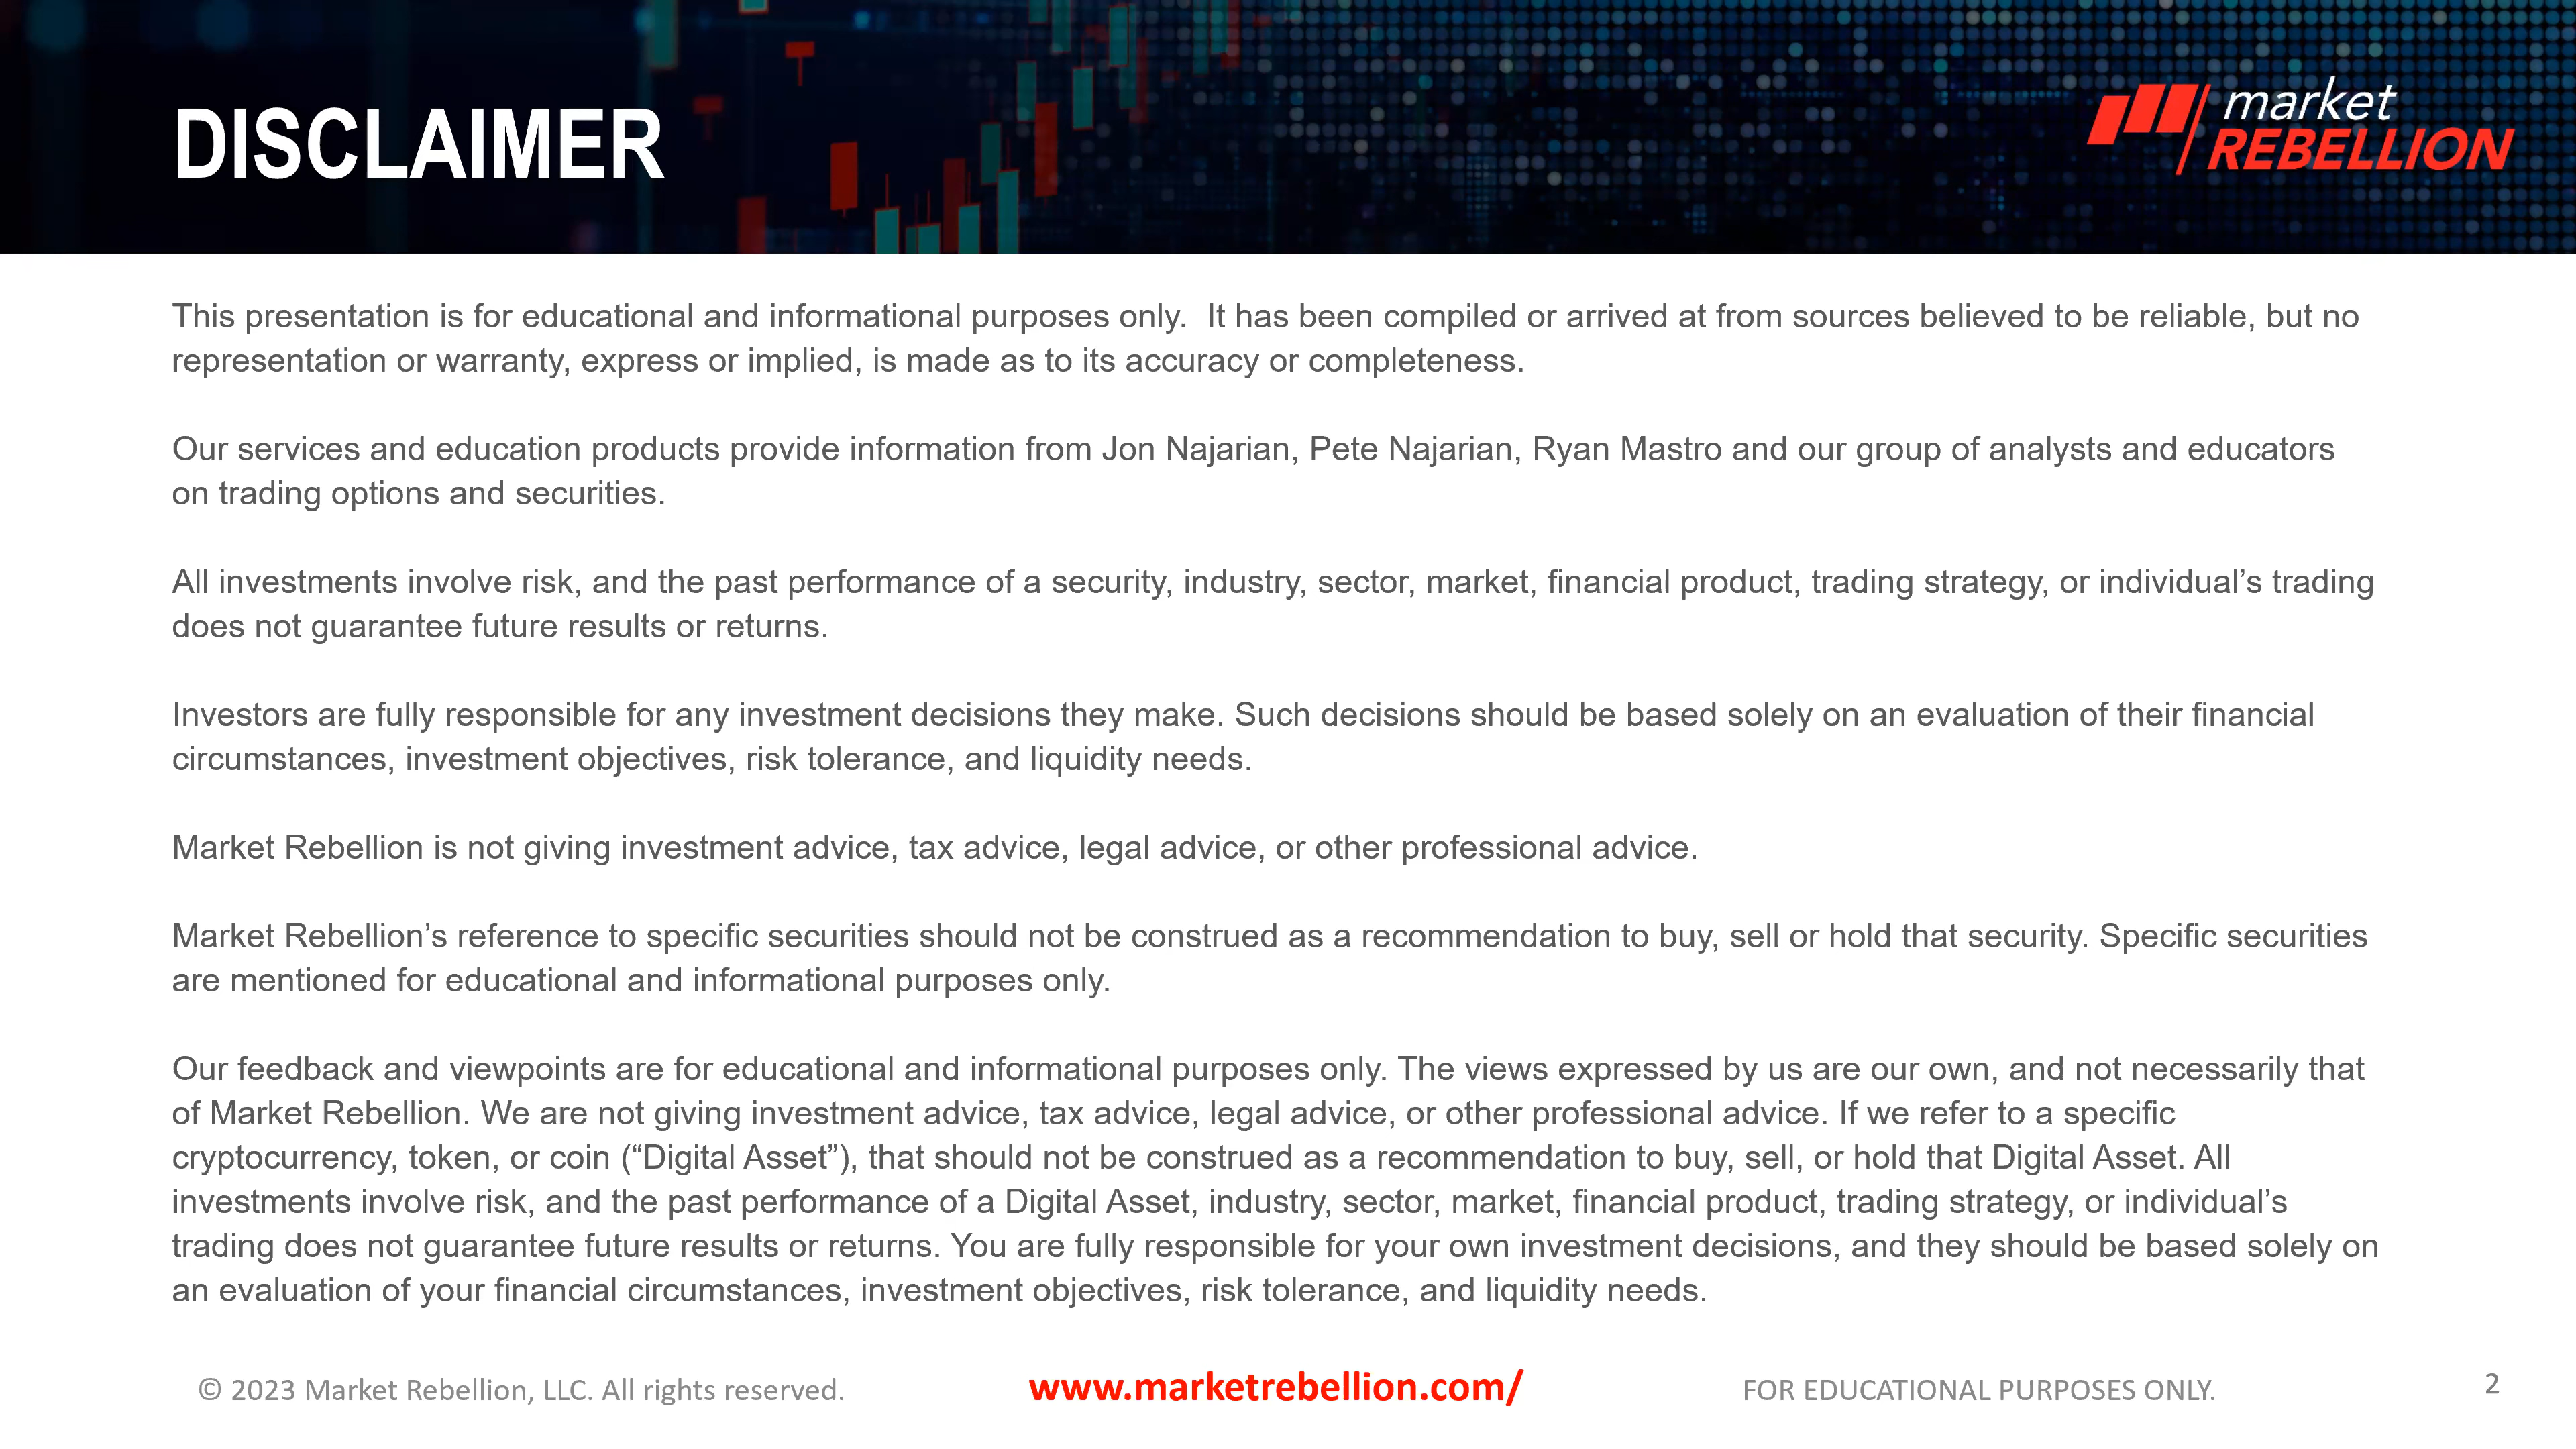 DISCLAIMER
market
REBELLION
This presentation is for educational and informational purposes only.  It has been compiled or arrived at from sources believed to be reliable, but no
representation or warranty, express or implied, is made as to its accuracy or completeness.
Our services and education products provide information from Jon Najarian, Pete Najarian, Ryan Mastro and our group of analysts and educators
on trading options and securities.
All investments involve risk, and the past performance of a security, industry, sector, market, financial product, trading strategy, or individual’s trading
does not guarantee future results or returns.
Investors are fully responsible for any investment decisions they make. Such decisions should be based solely on an evaluation of their financial
circumstances, investment objectives, risk tolerance, and liquidity needs.
Market Rebellion is not giving investment advice, tax advice, legal advice, or other professional advice.
Market Rebellion’s reference to specific securities should not be construed as a recommendation to buy, sell or hold that security. Specific securities
are mentioned for educational and informational purposes only.
Our feedback and viewpoints are for educational and informational purposes only. The views expressed by us are our own, and not necessarily that
of Market Rebellion. We are not giving investment advice, tax advice, legal advice, or other professional advice. If we refer to a specific
cryptocurrency, token, or coin (“Digital Asset”), that should not be construed as a recommendation to buy, sell, or hold that Digital Asset. All
investments involve risk, and the past performance of a Digital Asset, industry, sector, market, financial product, trading strategy, or individual’s
trading does not guarantee future results or returns. You are fully responsible for your own investment decisions, and they should be based solely on
an evaluation of your financial circumstances, investment objectives, risk tolerance, and liquidity needs.
© 2023 Market Rebellion, LLC. All rights reserved.
www.marketrebellion.com/
FOR EDUCATIONAL PURPOSES ONLY.
2